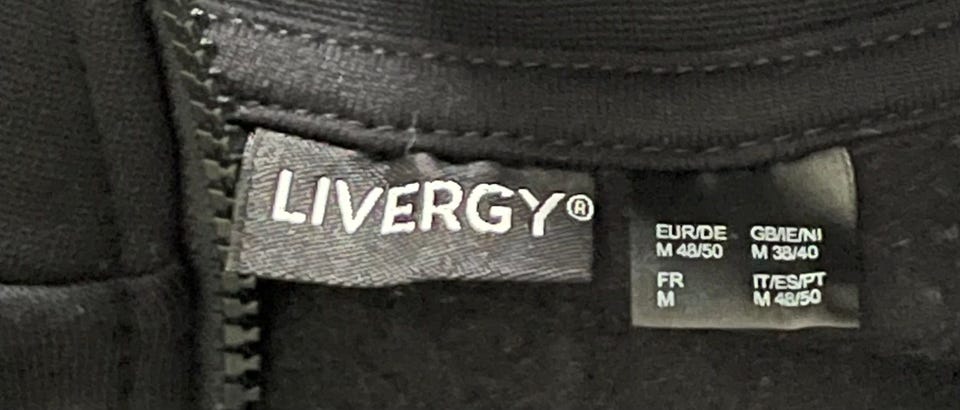 LIVERGY®
EUR/DE GB/IE/NI
M 48/50 M 38/40
FR IT/ES/PT
M M 48/50